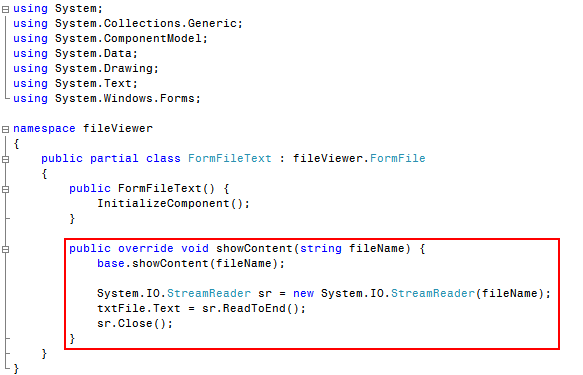 using System;
using System.Collections.Generic;
using System.ComponentModel;
using System.Data;
using System.Drawing;
using System.Text;
using System.Windows.Forms;

namespace fileViewer
{
    public partial class FormFileText : fileViewer.FormFile
    {
        public FormFileText() {
            InitializeComponent();
        }

        public override void showContent(string fileName) {
            base.showContent(fileName);

            System.IO.StreamReader sr = new System.IO.StreamReader(fileName);
            txtFile.Text = sr.ReadToEnd();
            sr.Close();
        }
    }
}